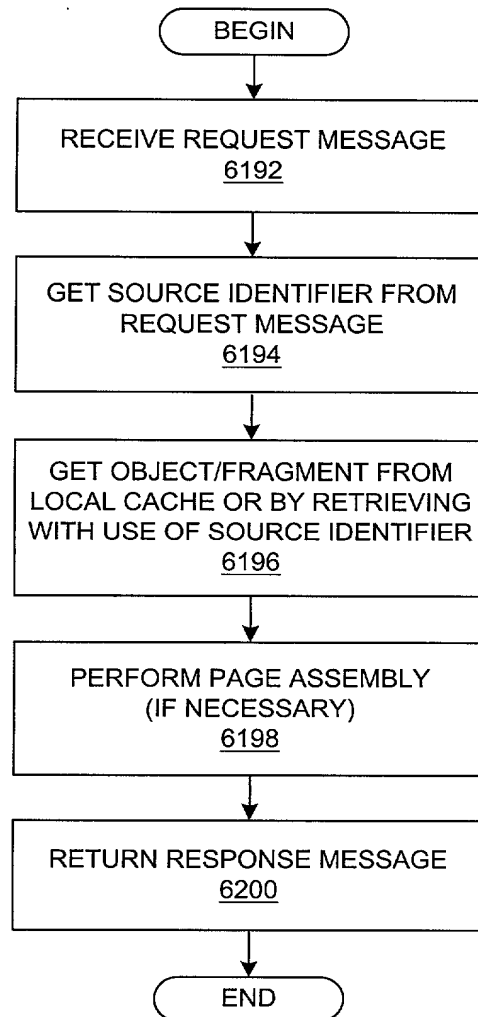 BEGIN
RECEIVE REQUEST MESSAGE
6192
GET SOURCE IDENTIFIER FROM
REQUEST MESSAGE
6194
GET OBJECT/FRAGMENT FROM
LOCAL CACHE OR BY RETRIEVING
WITH USE OF SOURCE IDENTIFIER
6196
PERFORM PAGE ASSEMBLY
(IF NECESSARY)
6198
RETURN RESPONSE MESSAGE
6200
END